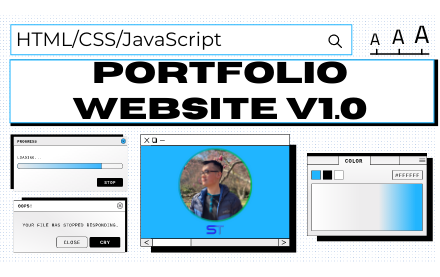 HTML/CSS/JavaScript
A A A
PORTFOLIO
WEBSITE V1.0
PROGRESS
LOADING.
STOP
OOPS!
YOUR FILE HAS STOPPED RESPONDING.
CLOSE
CRY
ST
COLOR
#FFFFFF